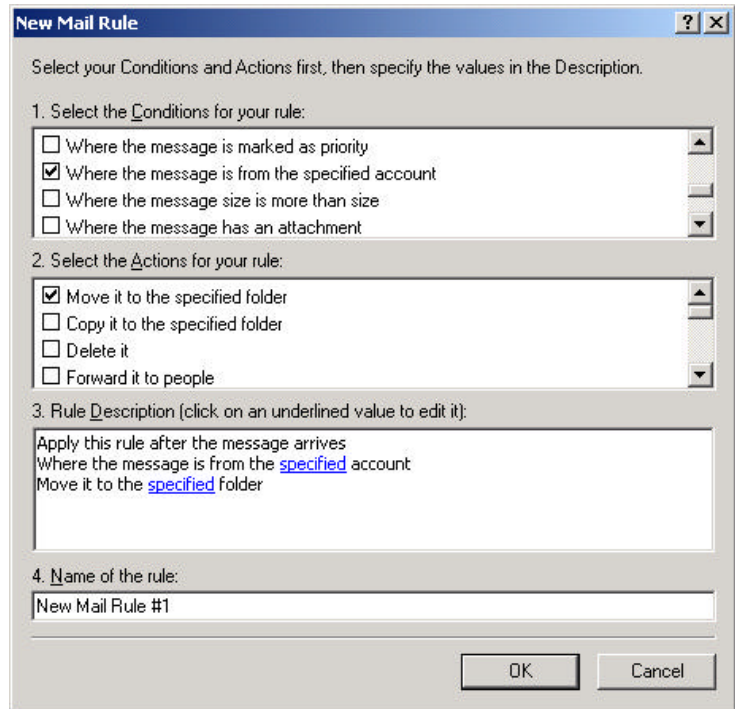 New Mail Rule
Select your Conditions and Actions first, then specify the values in the Description.
1. Select the Conditions for your rule:
Where the message is marked as priority
Where the message is from the specified account
Where the message size is more than size
Where the message has an attachment
2. Select the Actions for your rule:
Move it to the specified folder
Copy it to the specified folder
Delete it
Forward it to people
3. Rule Description (click on an underlined value to edit it):
Apply this rule after the message arrives
Where the message is from the specified account
Move it to the specified folder
4. Name of the rule:
New Mail Rule #1
OK Cancel